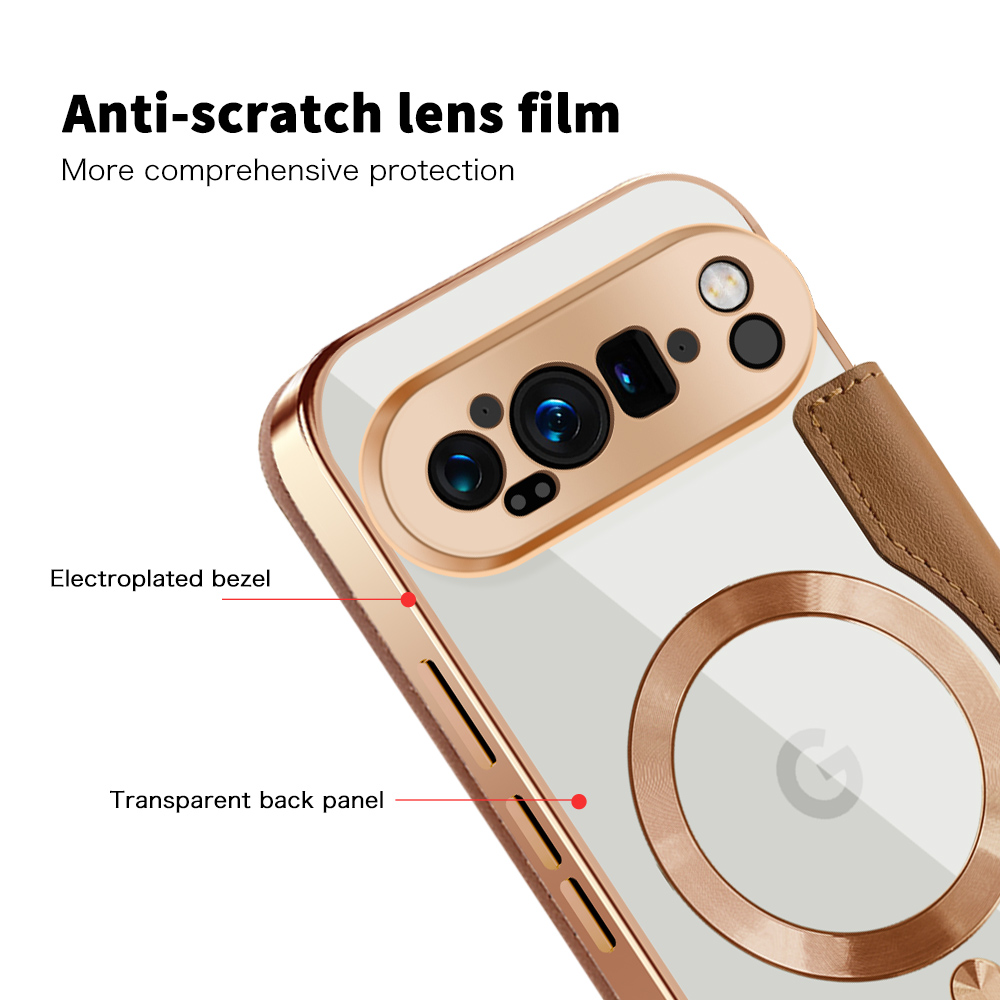 Anti-scratch lens film
More comprehensive protection
Electroplated bezel
Transparent back panel
G